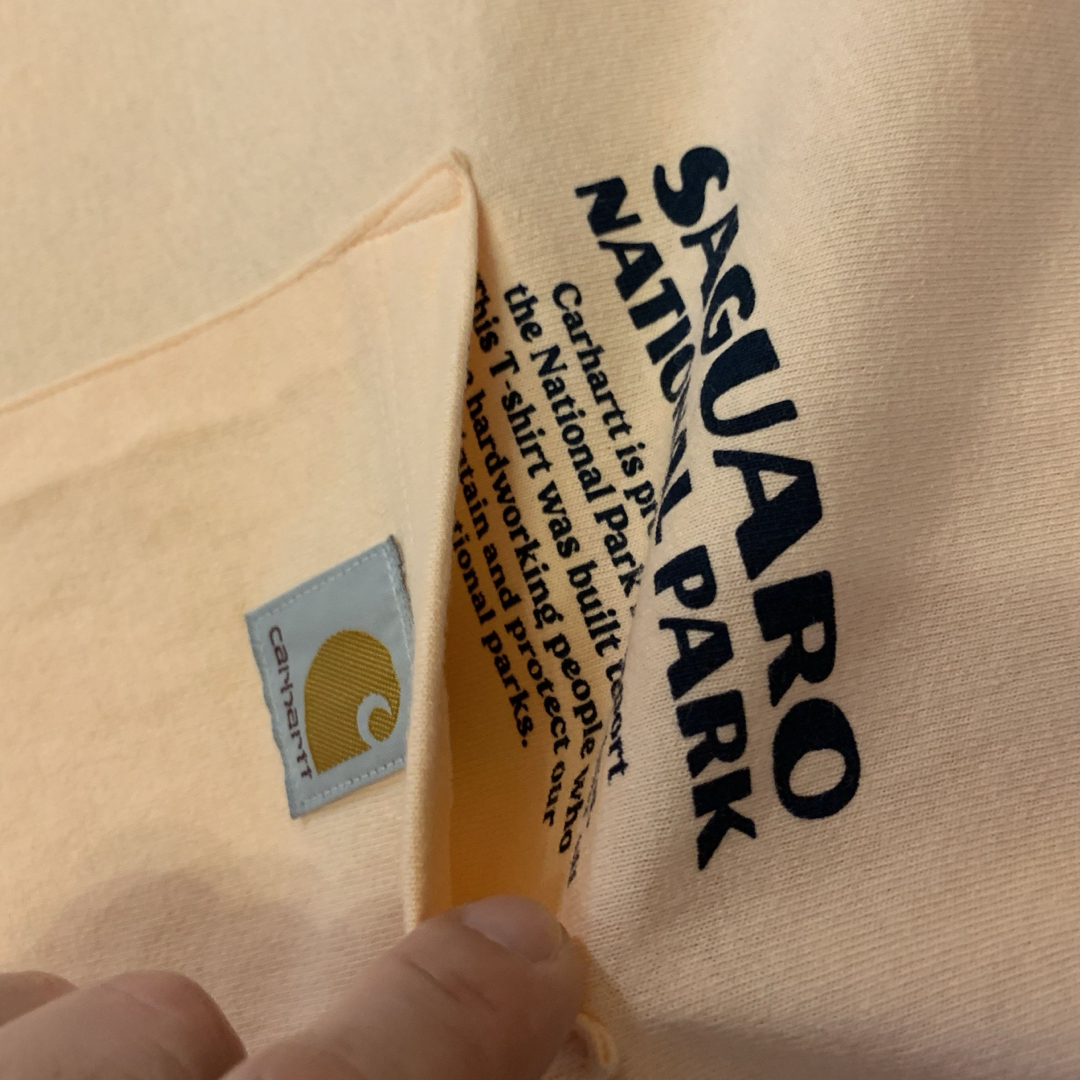 SAGUARO
NATIONAL PARK
Carhartt is
the National Park
This T-shirt was built
hardworking people who
and protect our
parks.
carhartt